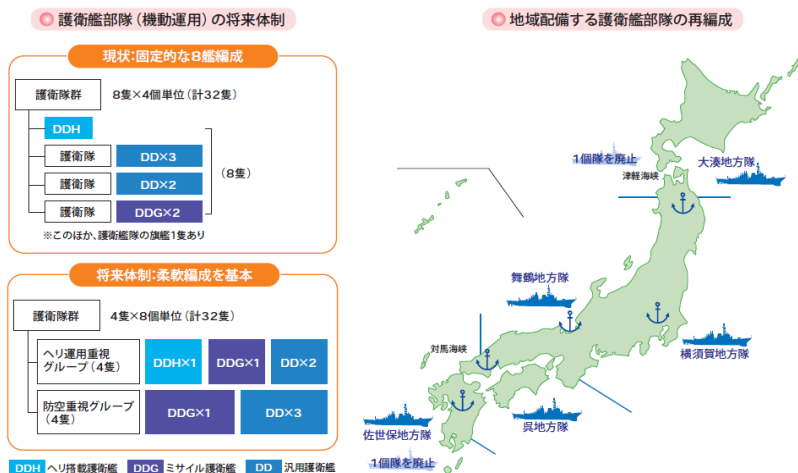 護衛艦部隊(機動運用)の将来体制
現状:固定的な8艦編成
護衛隊群 8隻×4個単位(計32隻)
DDH
護衛隊 DD×3
護衛隊 DD×2
(8隻)
護衛隊 DDG×2
※このほか、護衛艦隊の旗艦1隻あり
将来体制:柔軟編成を基本
護衛隊群 4隻×8個単位(計32隻)
ヘリ運用重視
グループ(4隻)
DDH×1 DDG×1 DD×2
防空重視グループ
(4隻)
DDG×1 DD×3
DDH ヘリ搭載護衛艦 DDG ミサイル護衛艦 DD 汎用護衛艦
地域配備する護衛艦部隊の再編成
1個隊を廃止
大湊地方隊
津軽海峡
舞鶴地方隊
対馬海峡
横須賀地方隊
呉地方隊
佐世保地方隊
1個隊を廃止